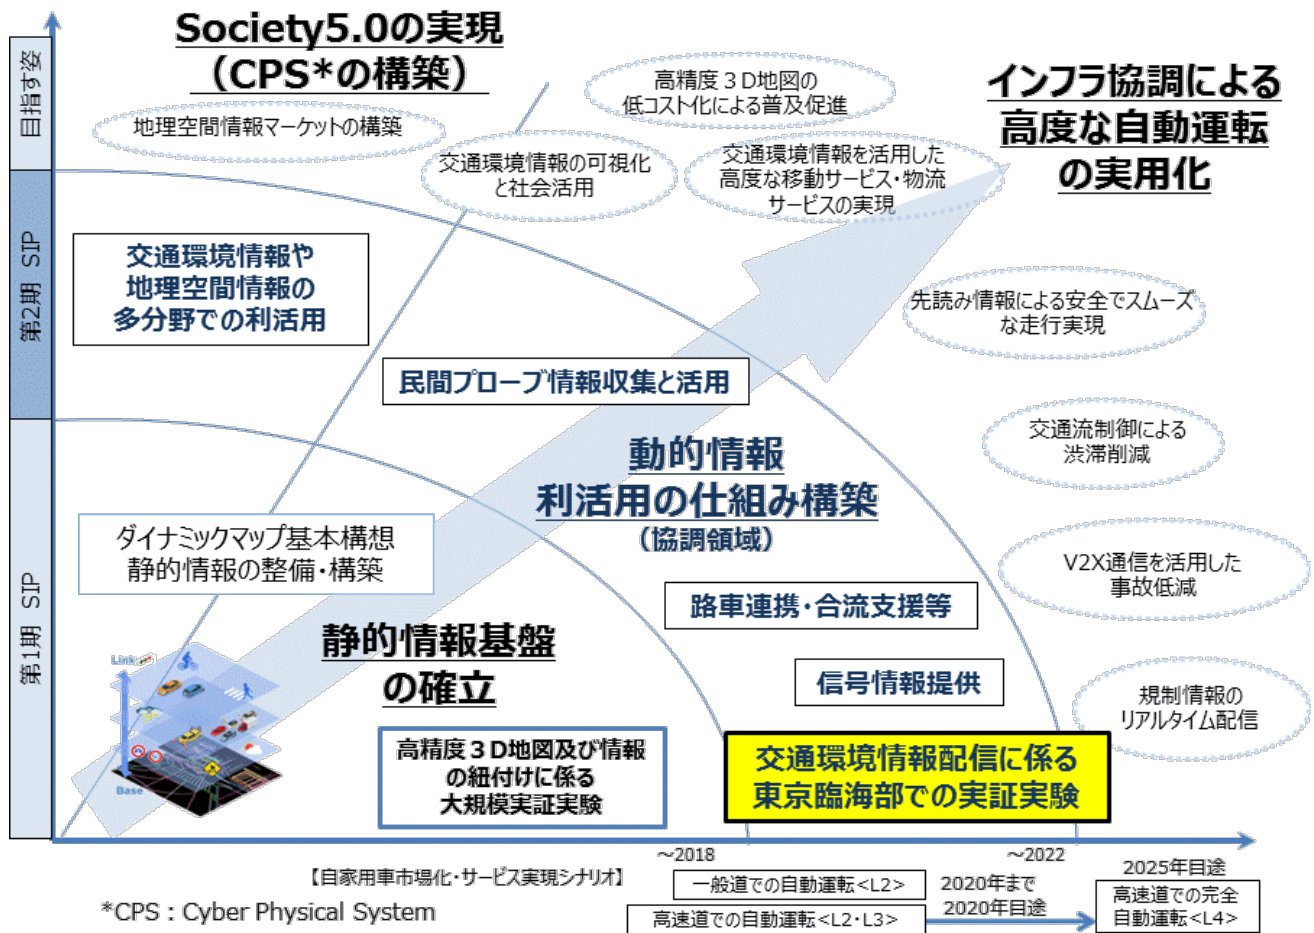 Society5.0の実現
（CPS*の構築）
目指す姿
地理空間情報マーケットの構築
高精度３Ｄ地図の
低コスト化による普及促進
インフラ協調による
高度な自動運転
の実用化
交通環境情報の可視化
と社会活用
交通環境情報を活用した
高度な移動サービス・物流
サービスの実現
第2期 SIP
交通環境情報や
地理空間情報の
多分野での利活用
先読み情報による安全でスムーズ
な走行実現
民間プローブ情報収集と活用
交通流制御による
渋滞削減
動的情報
利活用の仕組み構築
（協調領域）
第1期 SIP
ダイナミックマップ基本構想
静的情報の整備・構築
V2X通信を活用した
事故低減
路車連携・合流支援等
静的情報基盤
の確立
信号情報提供
規制情報の
リアルタイム配信
Link
Base
高精度３Ｄ地図及び情報
の紐付けに係る
大規模実証実験
交通環境情報配信に係る
東京臨海部での実証実験
～2018
～2022
2025年目途
【自家用車市場化・サービス実現シナリオ】
一般道での自動運転<L2>
2020年まで
高速道での自動運転<L2・L3>
2020年目途
高速道での完全
自動運転<L4>
*CPS : Cyber Physical System